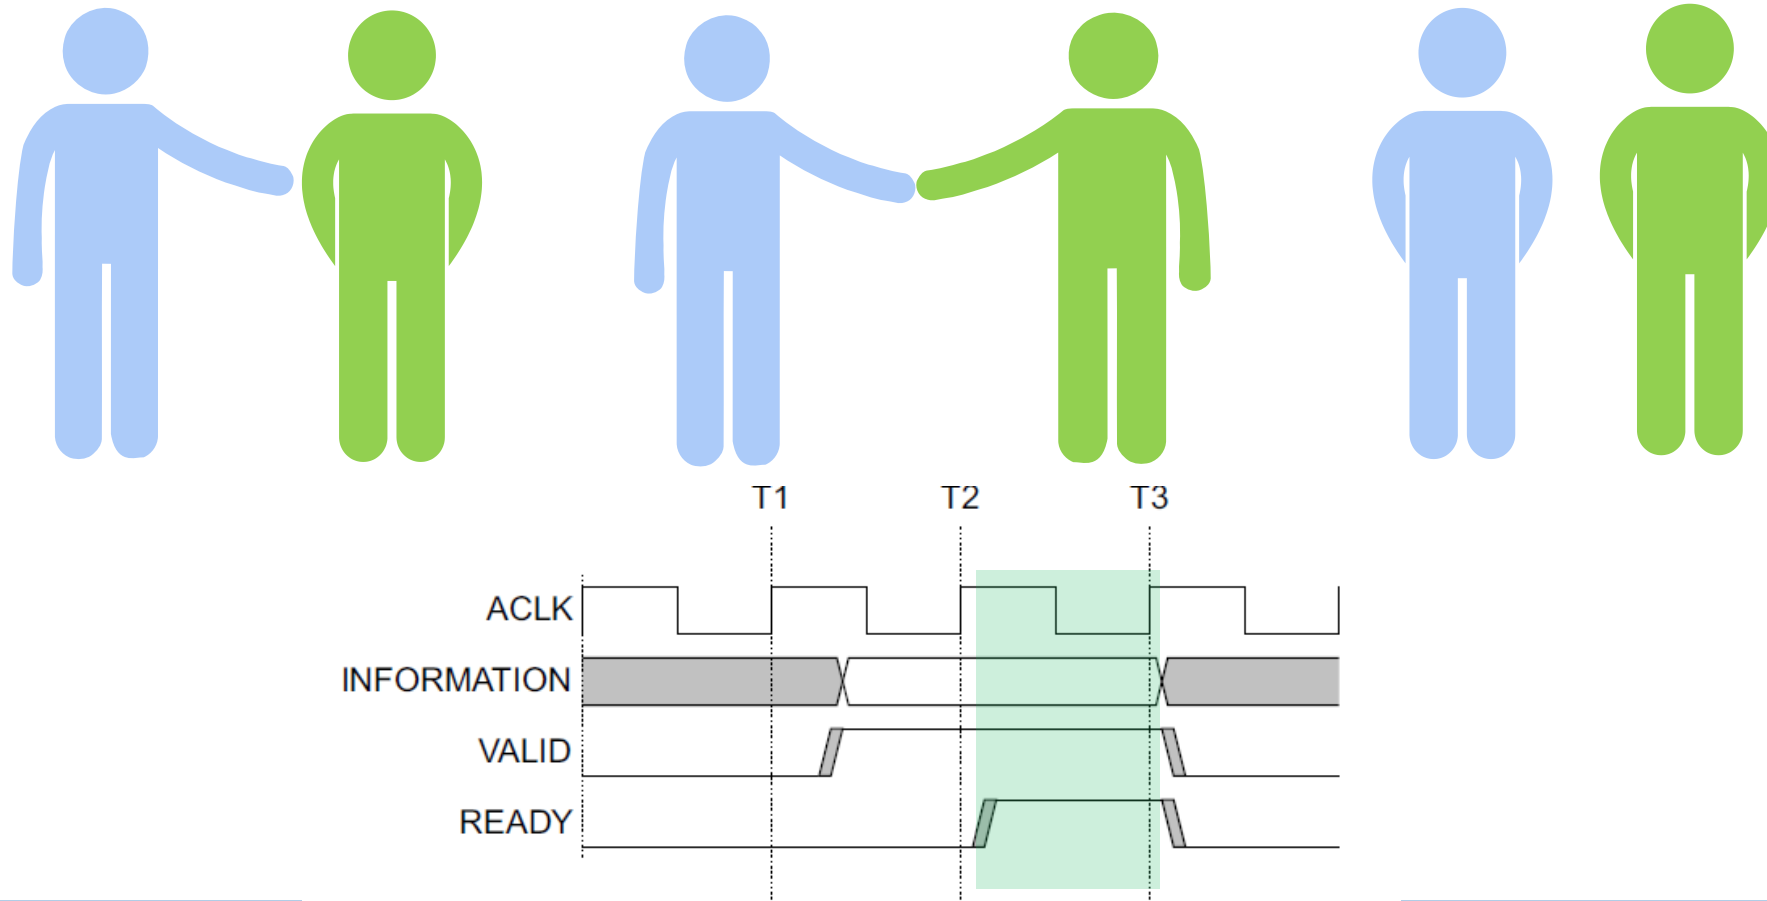 T1 T2 T3
ACLK
INFORMATION
VALID
READY